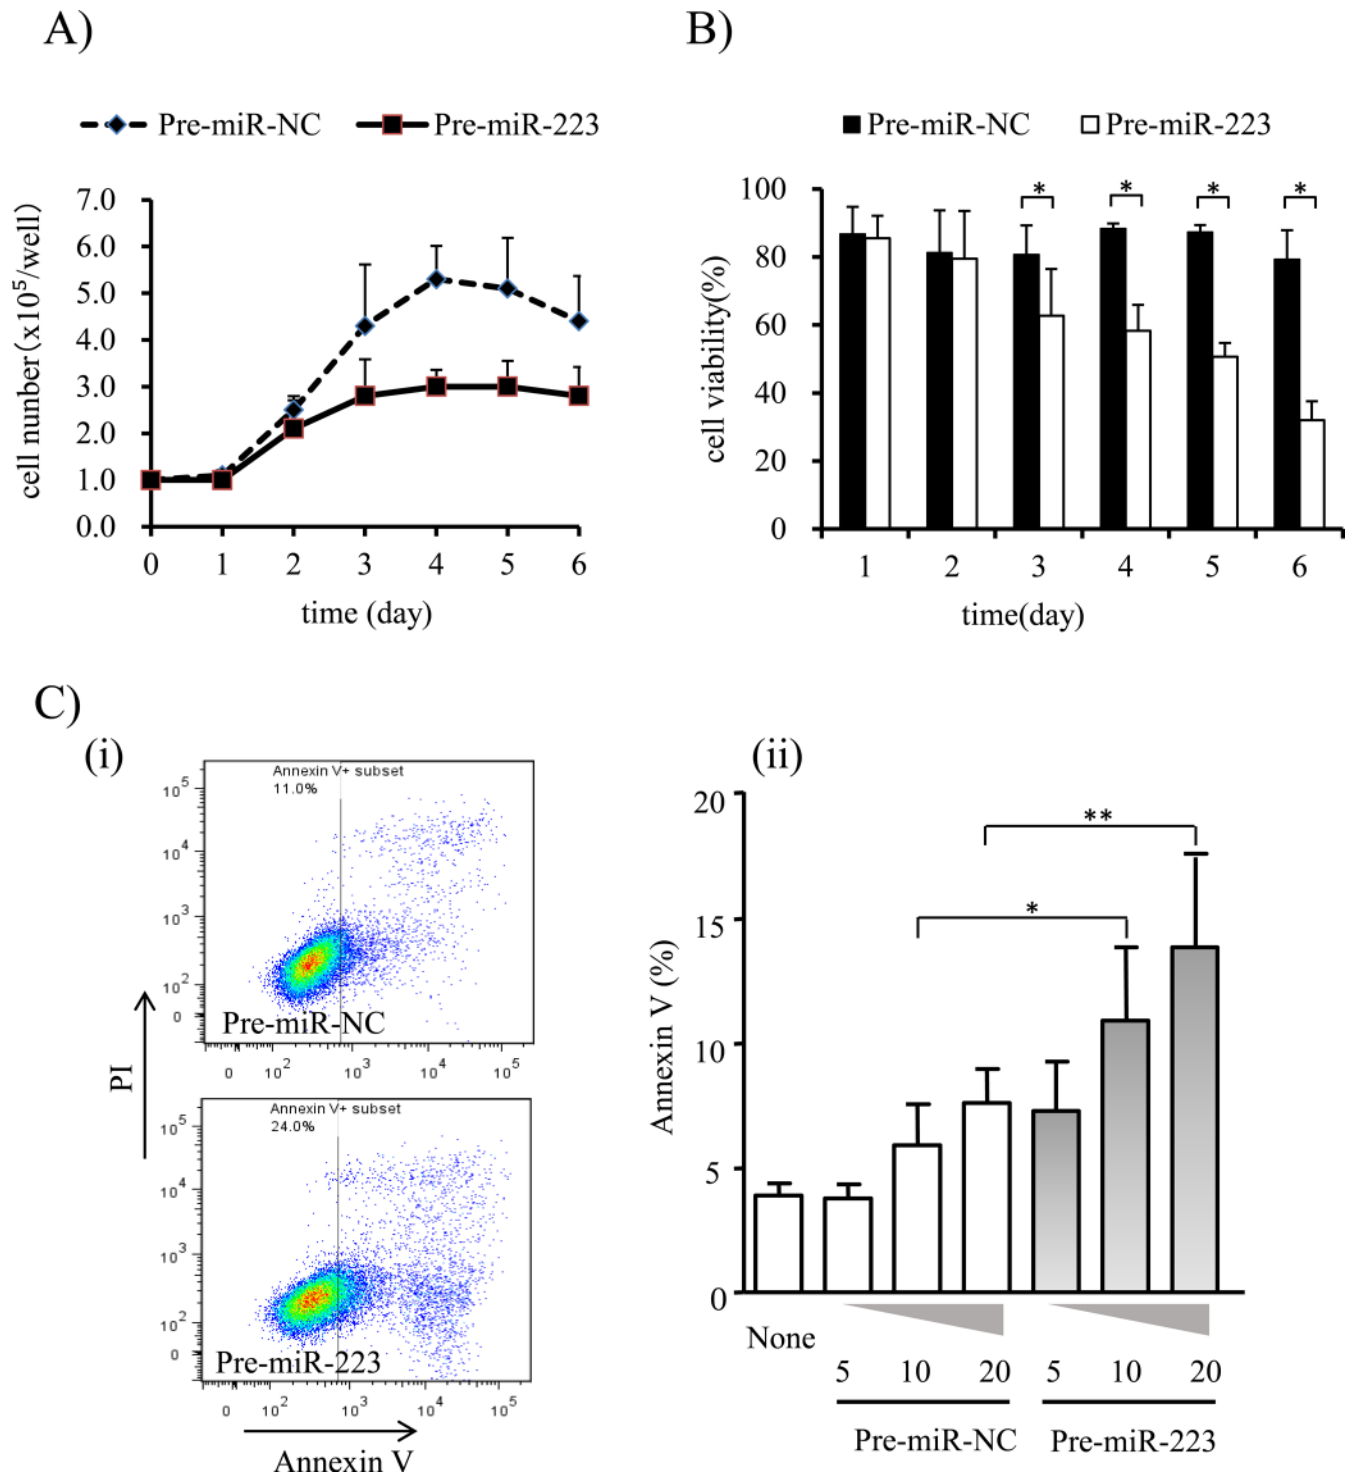 A)
Pre-miR-NC Pre-miR-223
7.0
6.0
5.0
4.0
3.0
2.0
1.0
0.0
cell nunber(x10⁵/well)
0 1 2 3 4 5 6
time (day)
B)
Pre-miR-NC Pre-miR-223
100
80
60
40
20
0
cell viability(%)
* * * *
1 2 3 4 5 6
time(day)
C)
(i)
Annexin V+ subset
11.0%
10⁵
10⁴
10³
10²
0
Pre-miR-NC
0 10² 10³ 10⁴ 10⁵
PI
Annexin V+ subset
24.0%
10⁵
10⁴
10³
10²
0
Pre-miR-223
0 10² 10³ 10⁴ 10⁵
Annexin V
(ii)
20
15
10
5
0
Annexin V (%)
**
*
None
5 10 20 5 10 20
Pre-miR-NC Pre-miR-223